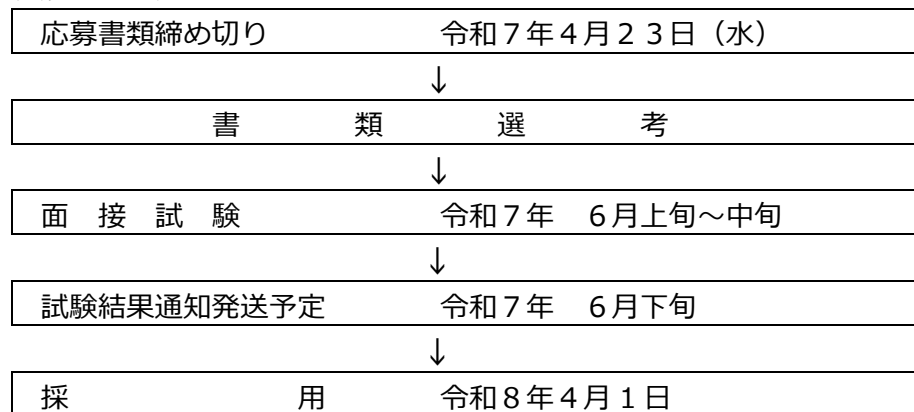 応募書類締め切り　令和７年４月２３日（水）
↓
書　類　選　考
↓
面　接　試　験　令和７年　６月上旬～中旬
↓
試験結果通知発送予定　令和７年　６月下旬
↓
採　用　令和８年４月１日